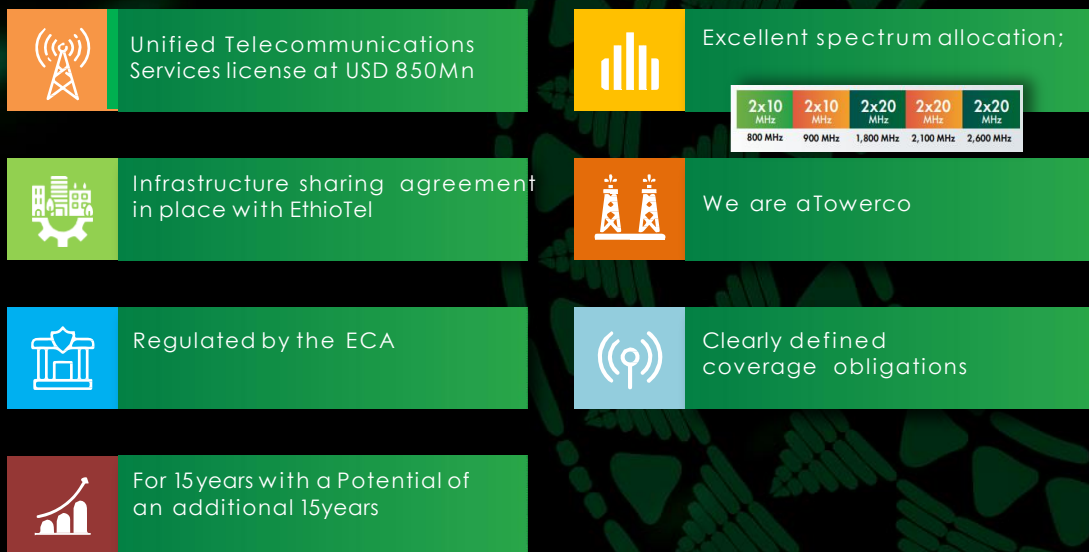 Unified Telecommunications
Services license at USD 850Mn
Excellent spectrum allocation;
2x10 2x10 2x20 2x20 2x20
MHz MHz MHz MHz MHz
800 MHz 900 MHz 1,800 MHz 2,100 MHz 2,600 MHz
Infrastructure sharing agreement
in place with EthioTel
We are aTowerco
Regulated by the ECA
Clearly defined
coverage obligations
For 15years with a Potential of
an additional 15years